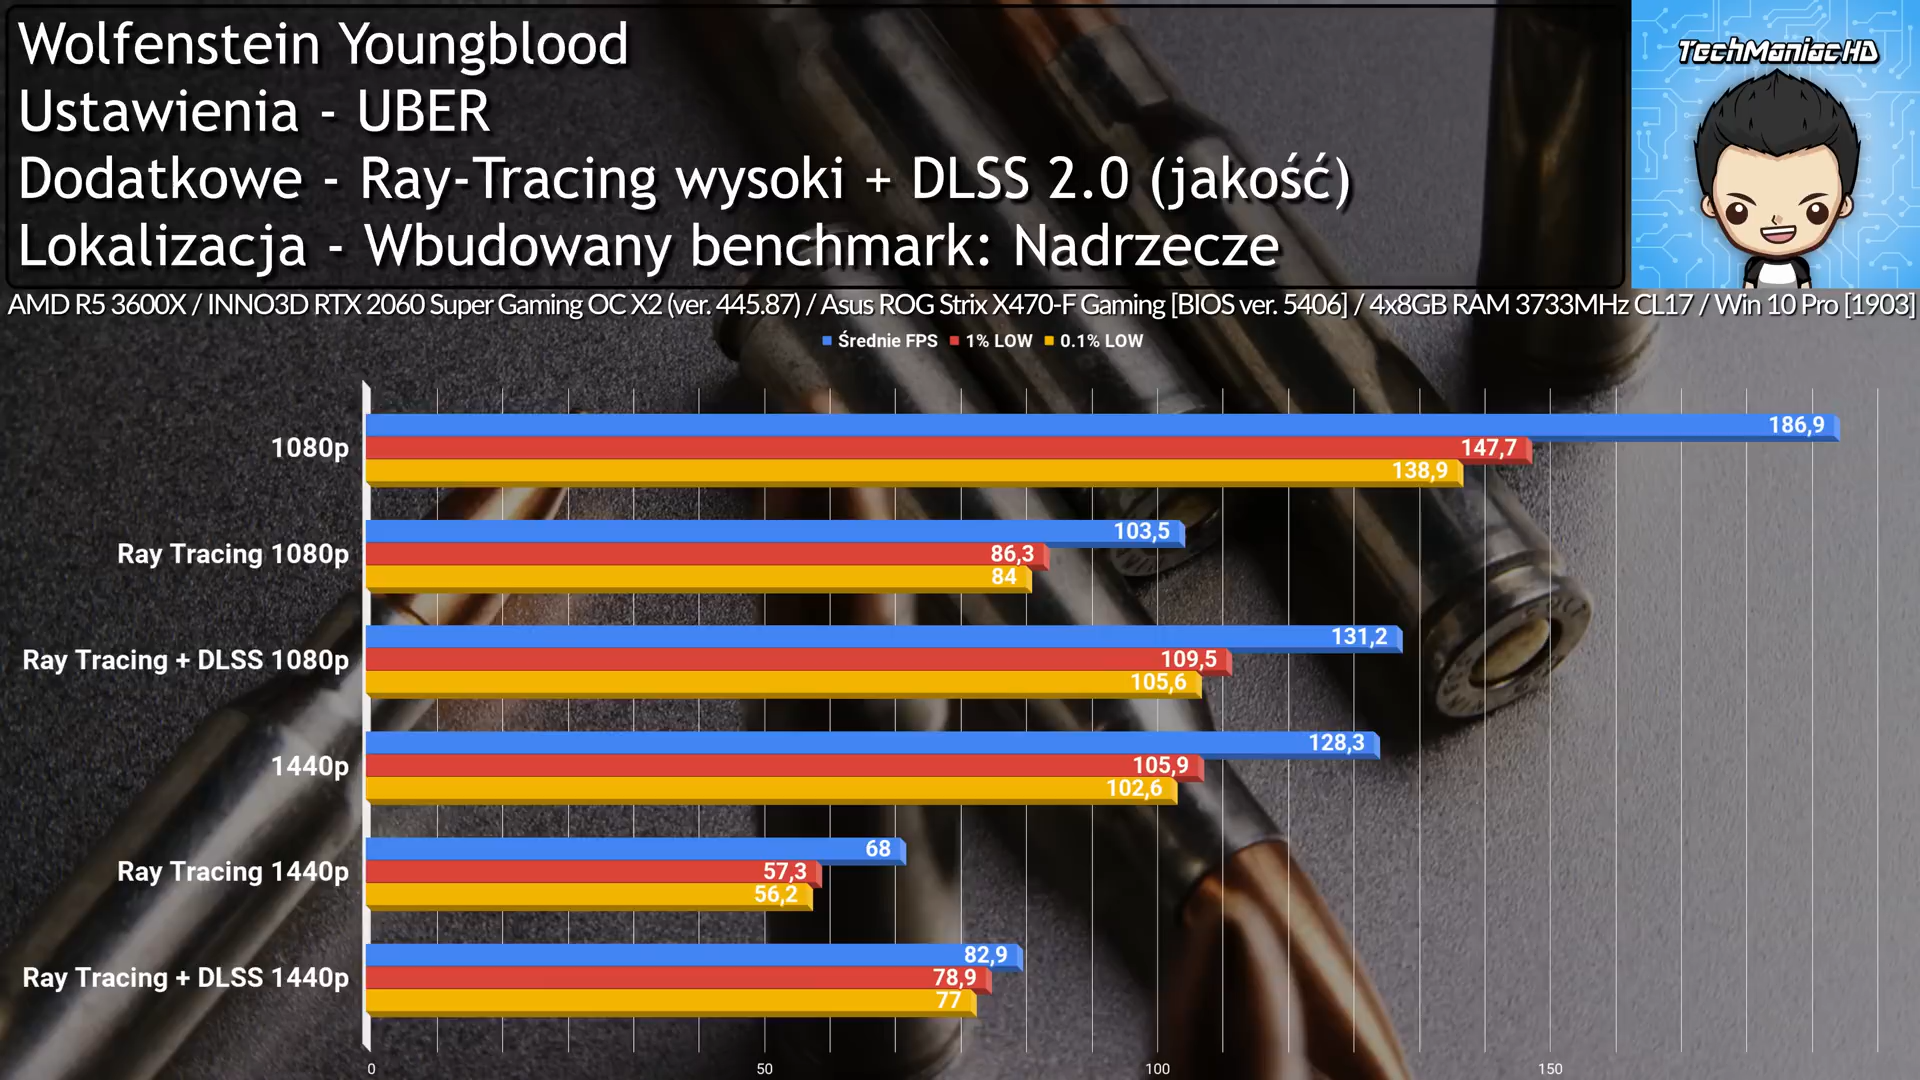 Wolfenstein Youngblood
Ustawienia - UBER
Dodatkowe - Ray-Tracing wysoki + DLSS 2.0 (jakość)
Lokalizacja - Wbudowany benchmark: Nadrzecze
TechManiacHD
AMD R5 3600X / INNO3D RTX 2060 Super Gaming OC X2 (ver. 445.87) / Asus ROG Strix X470-F Gaming [BIOS ver. 5406] / 4x8GB RAM 3733MHz CL17 / Win 10 Pro [1903]
Średnie FPS 1% LOW 0.1% LOW
186,9
1080p 147,7
138,9
103,5
Ray Tracing 1080p 86,3
84
131,2
Ray Tracing + DLSS 1080p 109,5
105,6
128,3
1440p 105,9
102,6
68
Ray Tracing 1440p 57,3
56,2
82,9
Ray Tracing + DLSS 1440p 78,9
77
0 50 100 150